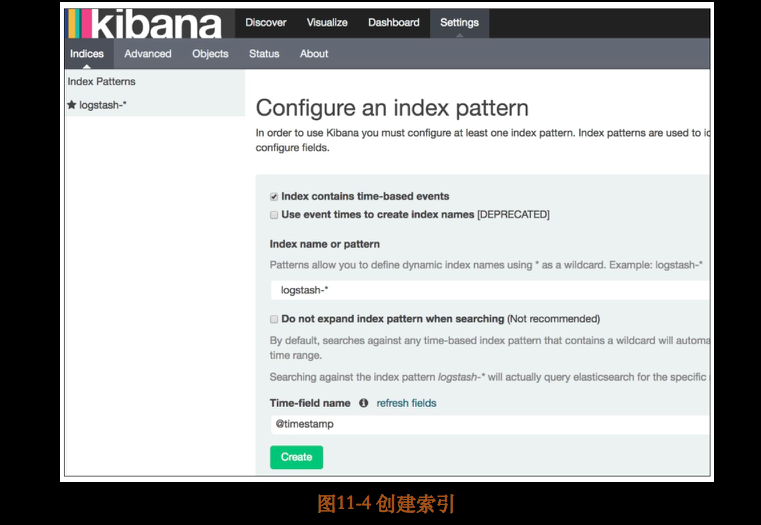 kibana
Discover Visualize Dashboard Settings
Indices Advanced Objects Status About
Index Patterns
★ logstash-*
Configure an index pattern
In order to use Kibana you must configure at least one index pattern. Index patterns are used to
configure fields.
Index contains time-based events
Use event times to create index names [DEPRECATED]
Index name or pattern
Patterns allow you to define dynamic index names using * as a wildcard. Example: logstash-*
logstash-*
Do not expand index pattern when searching (Not recommended)
By default, searches against any time-based index pattern that contains a wildcard will automa
time range.
Searching against the index pattern logstash-* will actually query elasticsearch for the specific
Time-field name refresh fields
@timestamp
Create
图11-4 创建索引